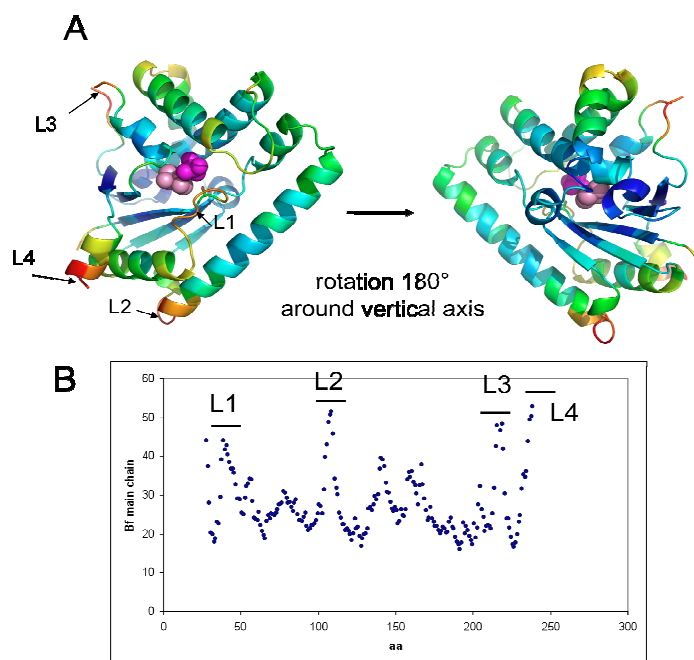 A
L3
L1
L4
L2
rotation 180°
around vertical axis
B
60
50
40
30
20
10
0
Bf main chain
L1
L2
L3
L4
0 50 100 150 200 250 300
aa